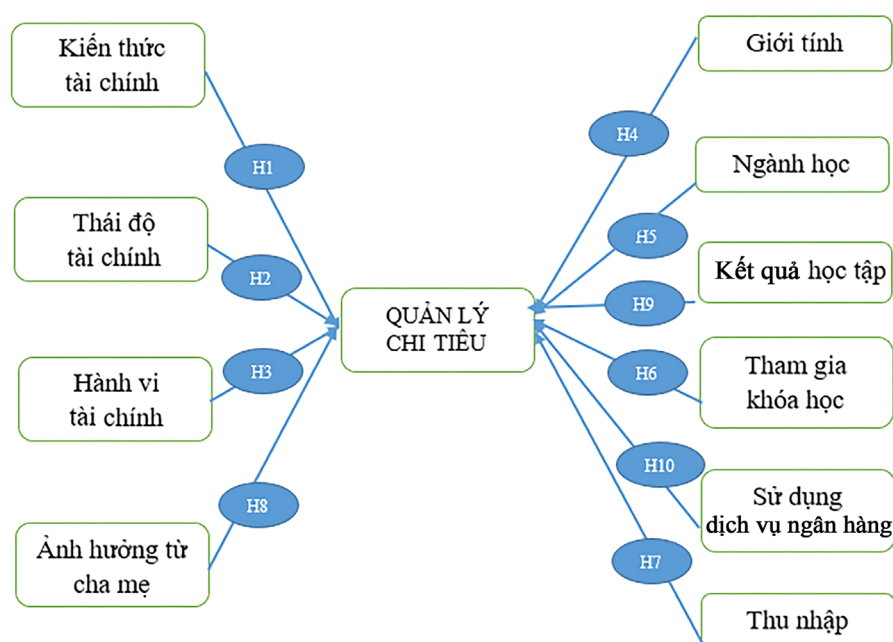 Kiến thức
tài chính
H1
Thái độ
tài chính
H2
Hành vi
tài chính
H3
Ảnh hưởng từ
cha mẹ
H8
QUẢN LÝ
CHI TIÊU
Giới tính
H4
Ngành học
H5
Kết quả học tập
H9
Tham gia
khóa học
H6
Sử dụng
dịch vụ ngân hàng
H10
Thu nhập
H7